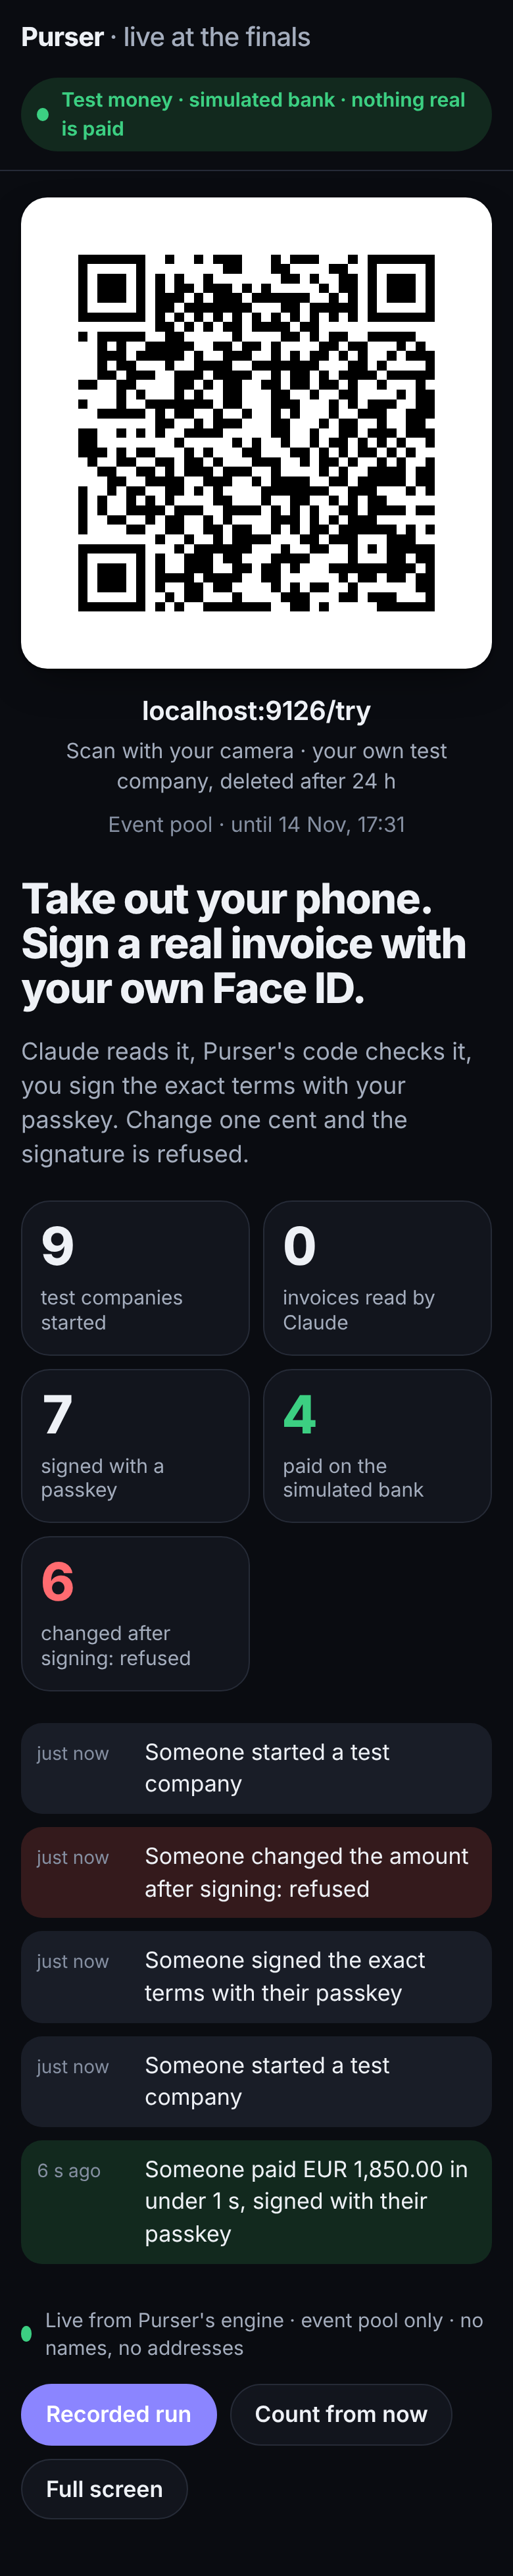 Purser · live at the finals
Test money · simulated bank · nothing real
is paid
localhost:9126/try
Scan with your camera · your own test
company, deleted after 24 h
Event pool · until 14 Nov, 17:31
Take out your phone.
Sign a real invoice with
your own Face ID.
Claude reads it, Purser's code checks it,
you sign the exact terms with your
passkey. Change one cent and the
signature is refused.
9
test companies
started
0
invoices read by
Claude
7
signed with a
passkey
4
paid on the
simulated bank
6
changed after
signing: refused
just now
Someone started a test
company
just now
Someone changed the amount
after signing: refused
just now
Someone signed the exact
terms with their passkey
just now
Someone started a test
company
6 s ago
Someone paid EUR 1,850.00 in
under 1 s, signed with their
passkey
Live from Purser's engine · event pool only · no
names, no addresses
Recorded run
Count from now
Full screen